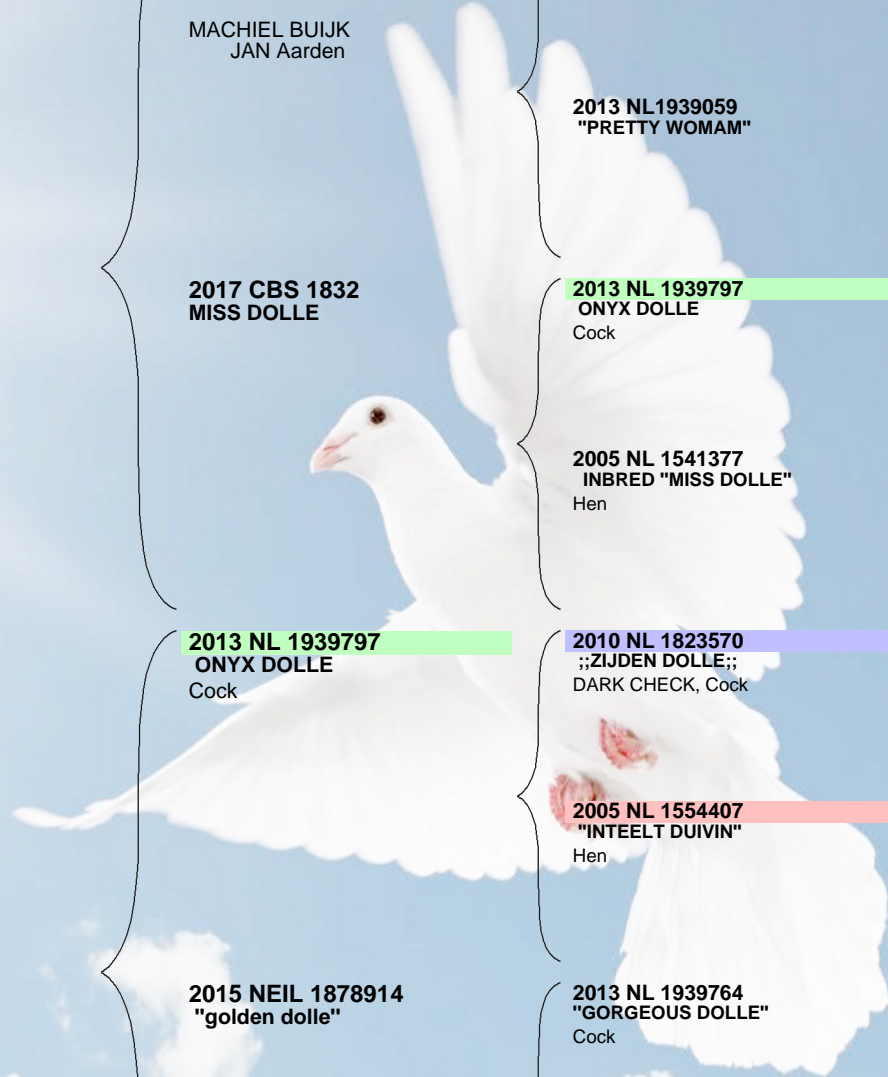 MACHIEL BUIJK
JAN Aarden
2017 CBS 1832
MISS DOLLE
2013 NL 1939797
ONYX DOLLE
Cock
2015 NEIL 1878914
"golden dolle"
2013 NL1939059
"PRETTY WOMAM"
2013 NL 1939797
ONYX DOLLE
Cock
2005 NL 1541377
INBRED "MISS DOLLE"
Hen
2010 NL 1823570
;;ZIJDEN DOLLE;;
DARK CHECK, Cock
2005 NL 1554407
"INTEELT DUIVIN"
Hen
2013 NL 1939764
"GORGEOUS DOLLE"
Cock